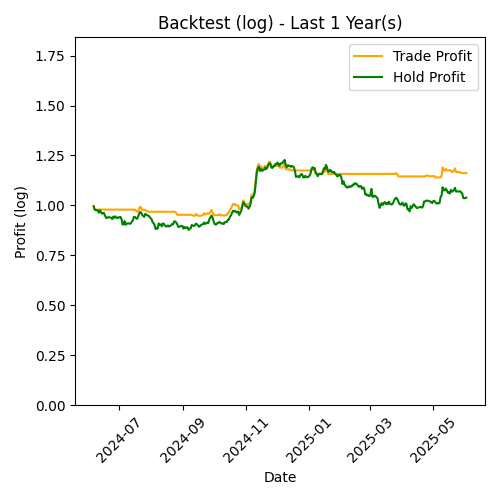 Backtest (log) - Last 1 Year(s)
Trade Profit
Hold Profit
Profit (log)
1.75
1.50
1.25
1.00
0.75
0.50
0.25
0.00
2024-07
2024-09
2024-11
2025-01
2025-03
2025-05
Date